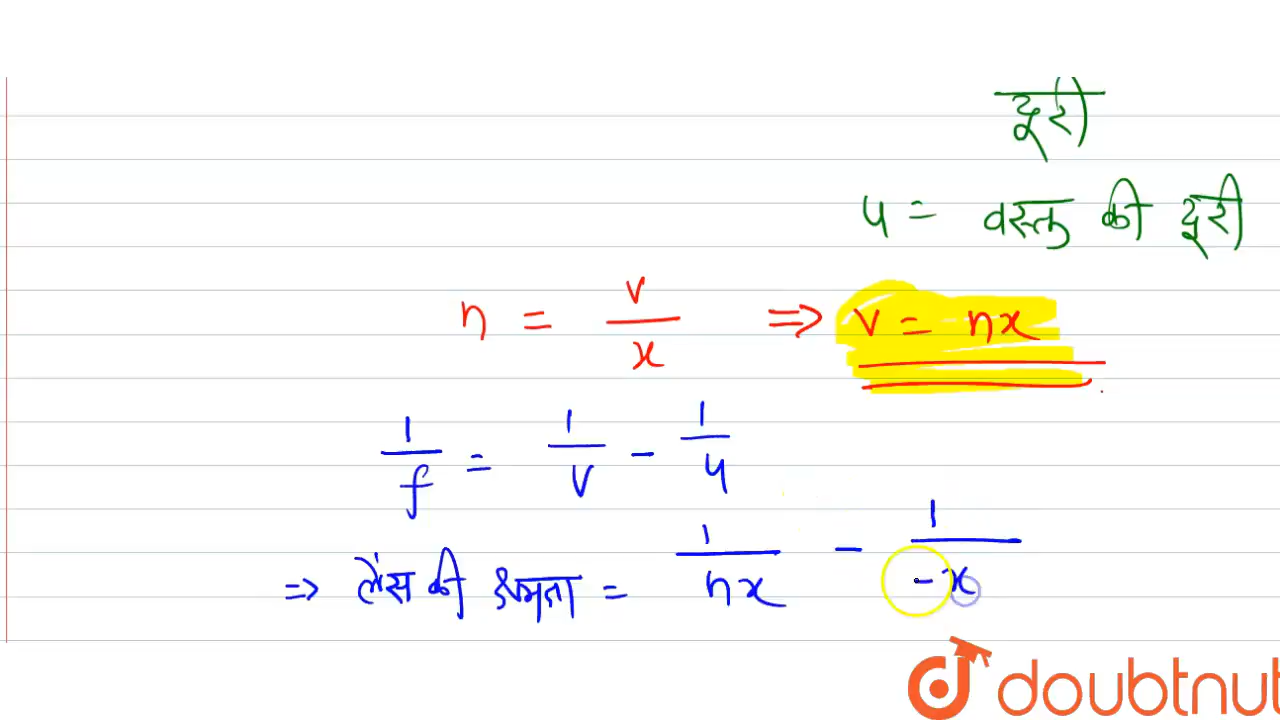 दूरी
u = वस्तु की दूरी
n = v/x ⇒ v = nx
1/f = 1/v - 1/u
⇒ लेंस की क्षमता = 1/nx - 1/-x
doubtnut